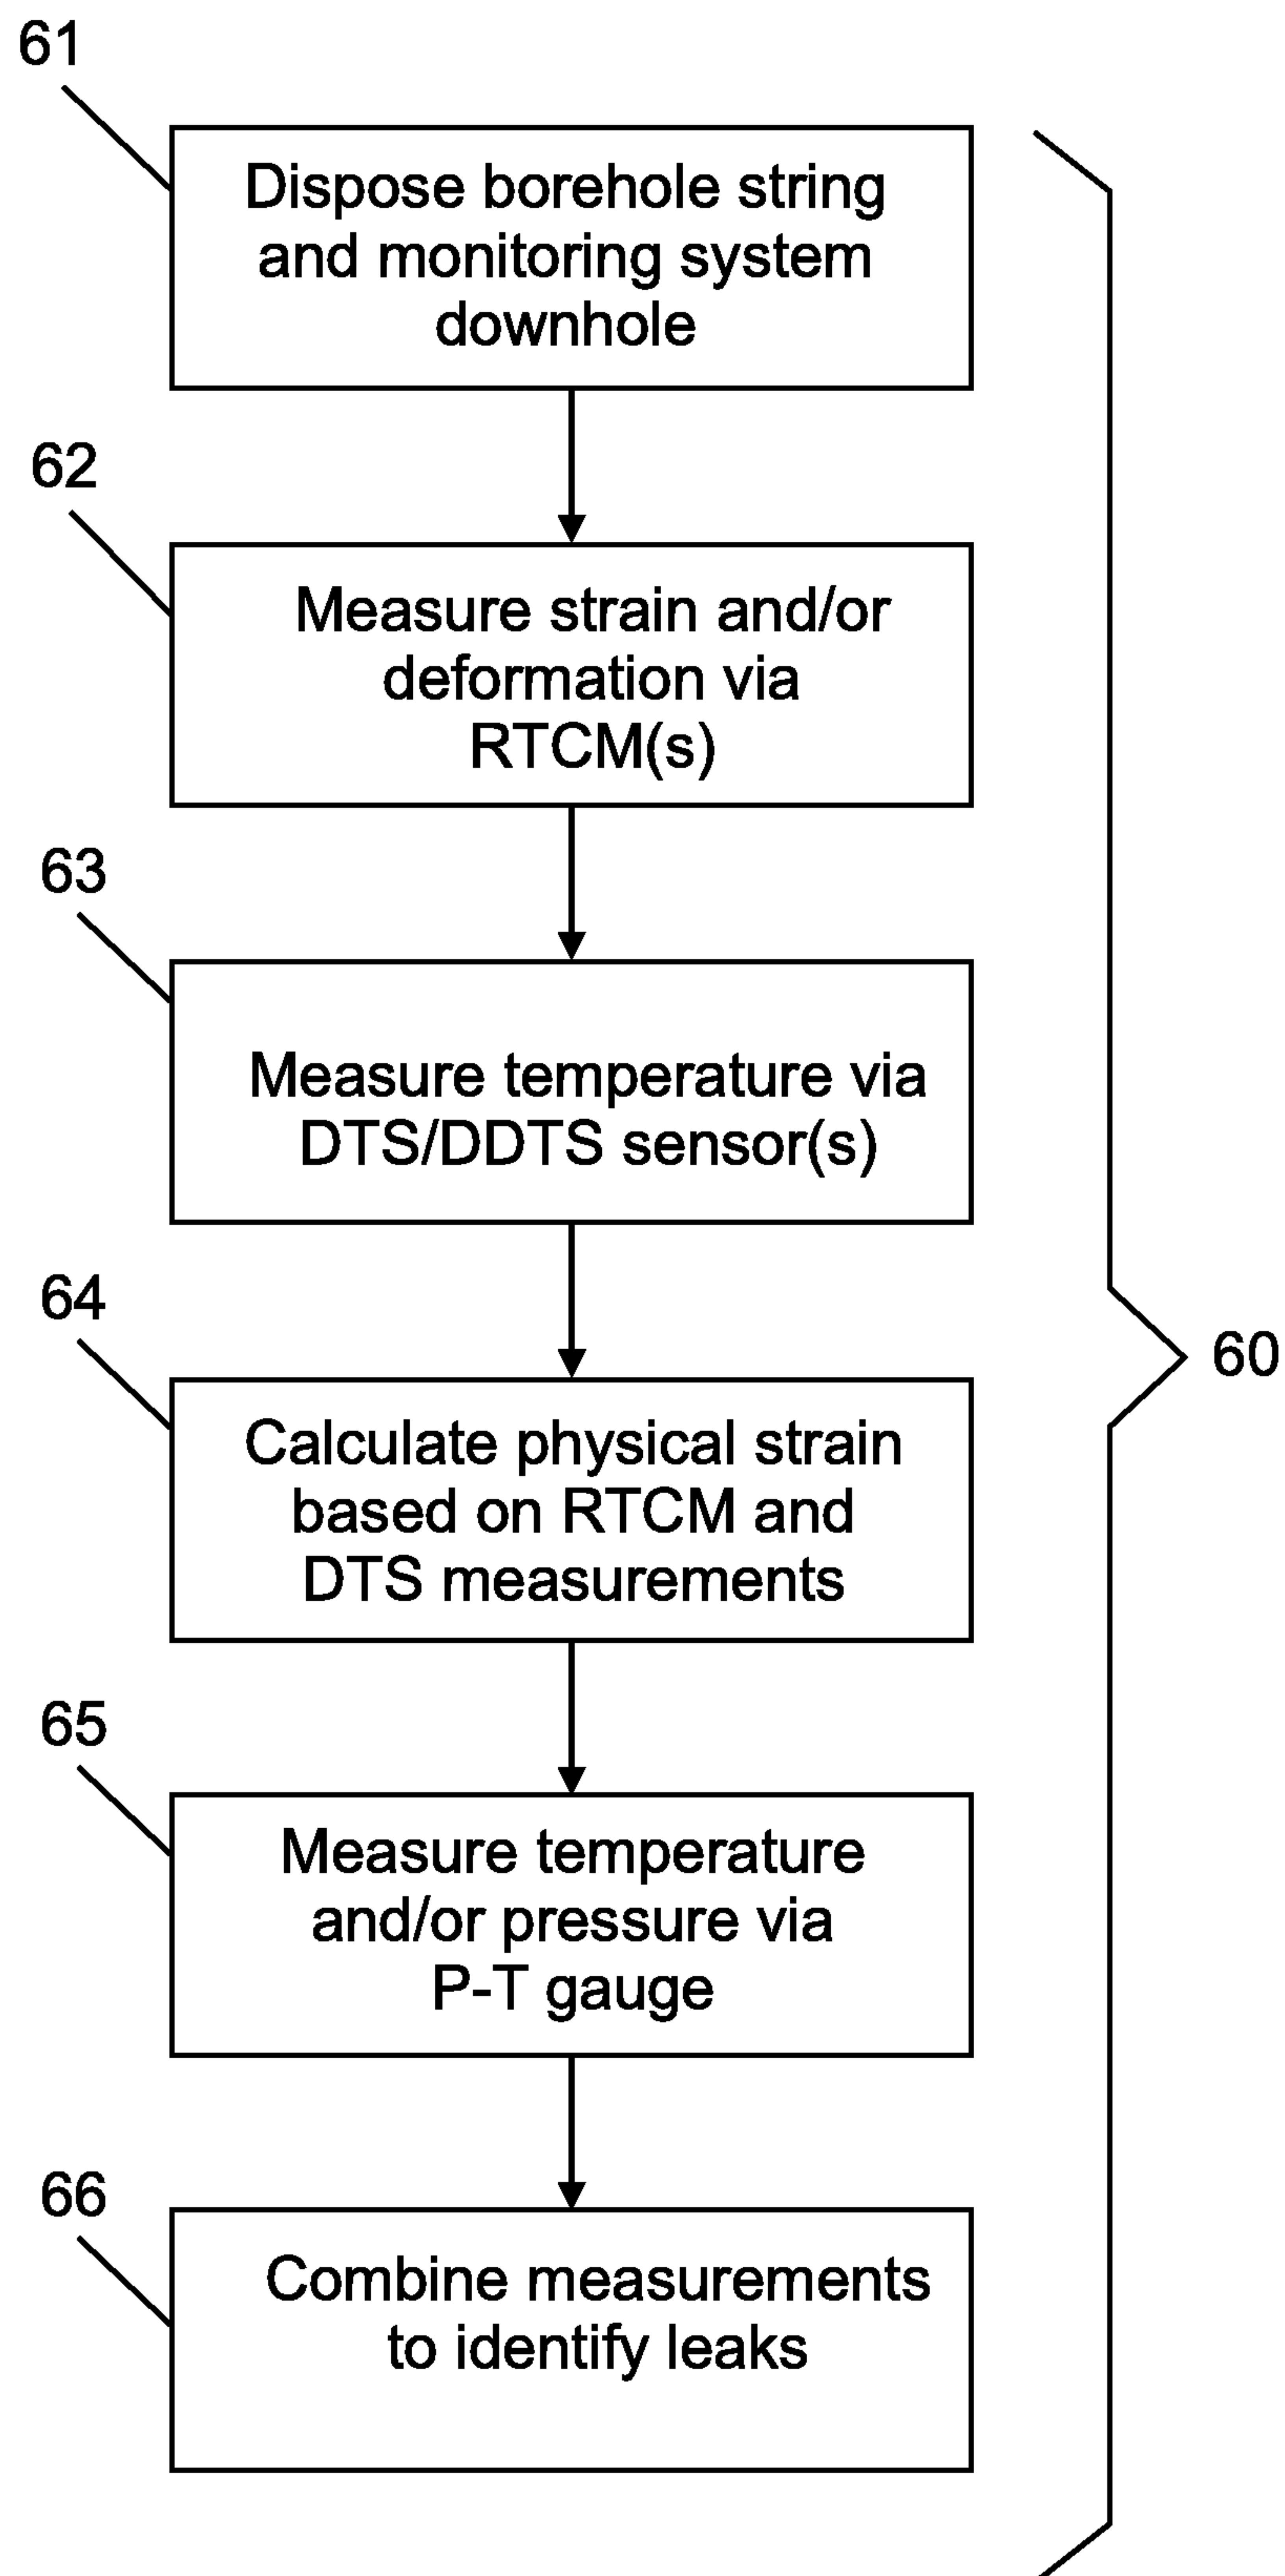 61
Dispose borehole string
and monitoring system
downhole
62
Measure strain and/or
deformation via
RTCM(s)
63
Measure temperature via
DTS/DDTS sensor(s)
64
Calculate physical strain
based on RTCM and
DTS measurements
60
65
Measure temperature
and/or pressure via
P-T gauge
66
Combine measurements
to identify leaks